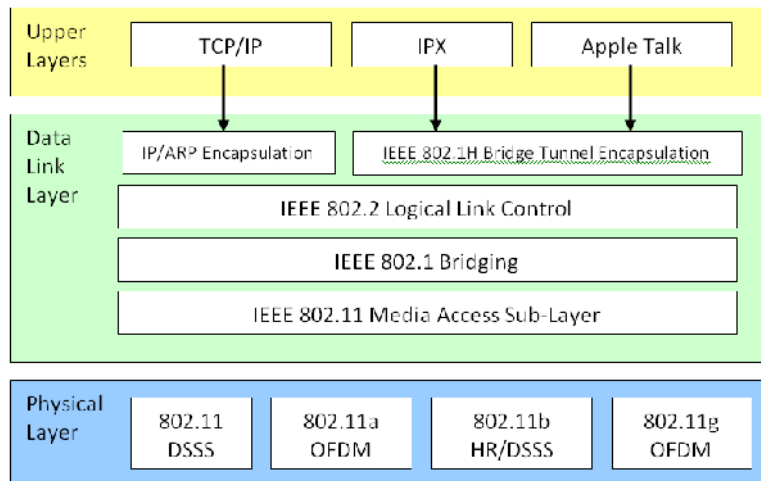 Upper
Layers
TCP/IP
IPX
Apple Talk
Data
Link
Layer
IP/ARP Encapsulation
IEEE 802.1H Bridge Tunnel Encapsulation
IEEE 802.2 Logical Link Control
IEEE 802.1 Bridging
IEEE 802.11 Media Access Sub-Layer
Physical
Layer
802.11
DSSS
802.11a
OFDM
802.11b
HR/DSSS
802.11g
OFDM